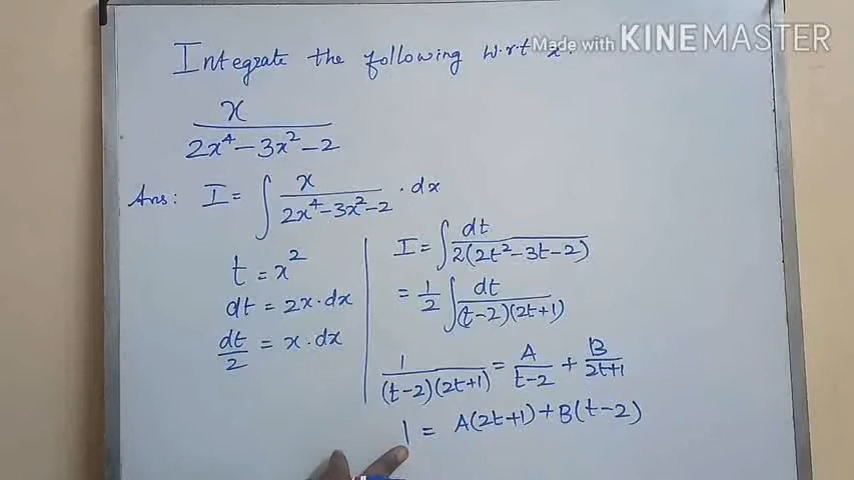 Integrate the following w.r.t x.
Made with KINEMASTER
x / (2x⁴-3x²-2)
Ans: I = ∫ x / (2x⁴-3x²-2) . dx
t = x²
dt = 2x.dx
dt/2 = x.dx
I = ∫ dt / 2(2t²-3t-2)
= 1/2 ∫ dt / (t-2)(2t+1)
1 / (t-2)(2t+1) = A / t-2 + B / 2t+1
1 = A(2t+1)+B(t-2)